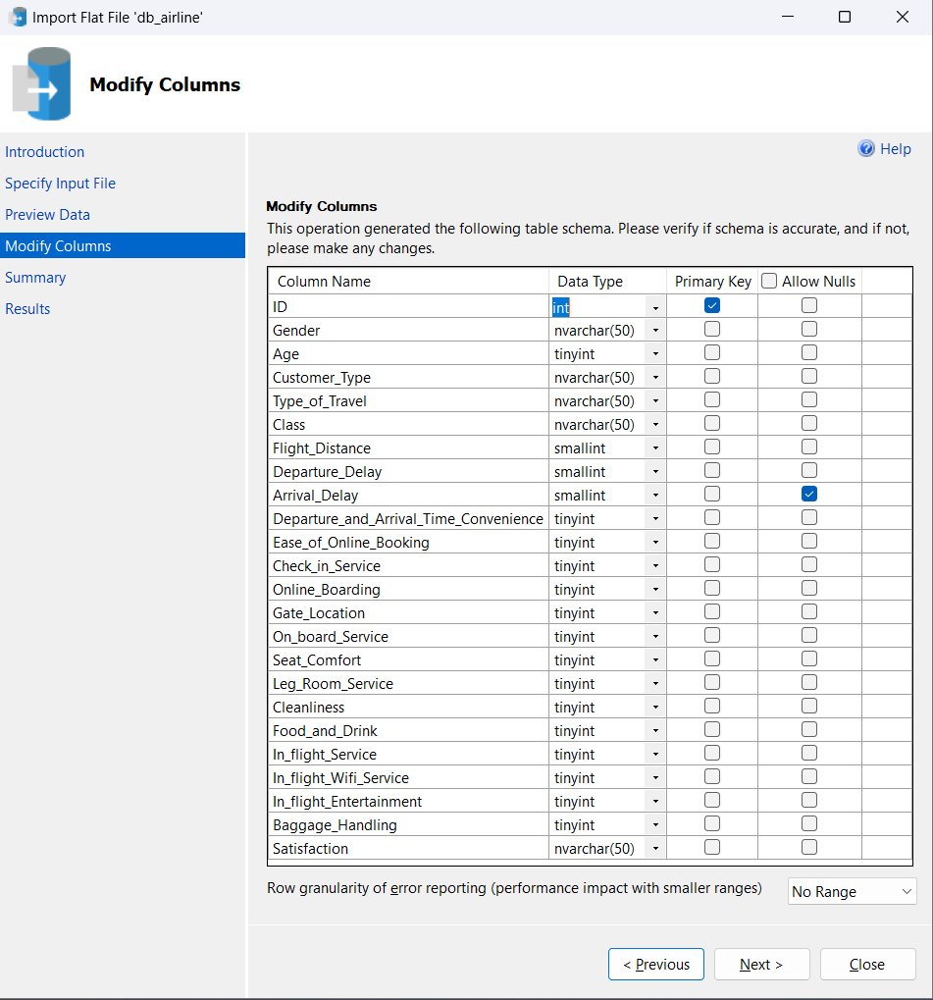 Import Flat File 'db_airline'
Modify Columns
Introduction
Specify Input File
Preview Data
Modify Columns
Summary
Results
Help
Modify Columns
This operation generated the following table schema. Please verify if schema is accurate, and if not,
please make any changes.
Column Name Data Type Primary Key Allow Nulls
ID int
Gender nvarchar(50)
Age tinyint
Customer_Type nvarchar(50)
Type_of_Travel nvarchar(50)
Class nvarchar(50)
Flight_Distance smallint
Departure_Delay smallint
Arrival_Delay smallint
Departure_and_Arrival_Time_Convenience tinyint
Ease_of_Online_Booking tinyint
Check_in_Service tinyint
Online_Boarding tinyint
Gate_Location tinyint
On_board_Service tinyint
Seat_Comfort tinyint
Leg_Room_Service tinyint
Cleanliness tinyint
Food_and_Drink tinyint
In_flight_Service tinyint
In_flight_Wifi_Service tinyint
In_flight_Entertainment tinyint
Baggage_Handling tinyint
Satisfaction nvarchar(50)
Row granularity of error reporting (performance impact with smaller ranges) No Range
< Previous Next > Close